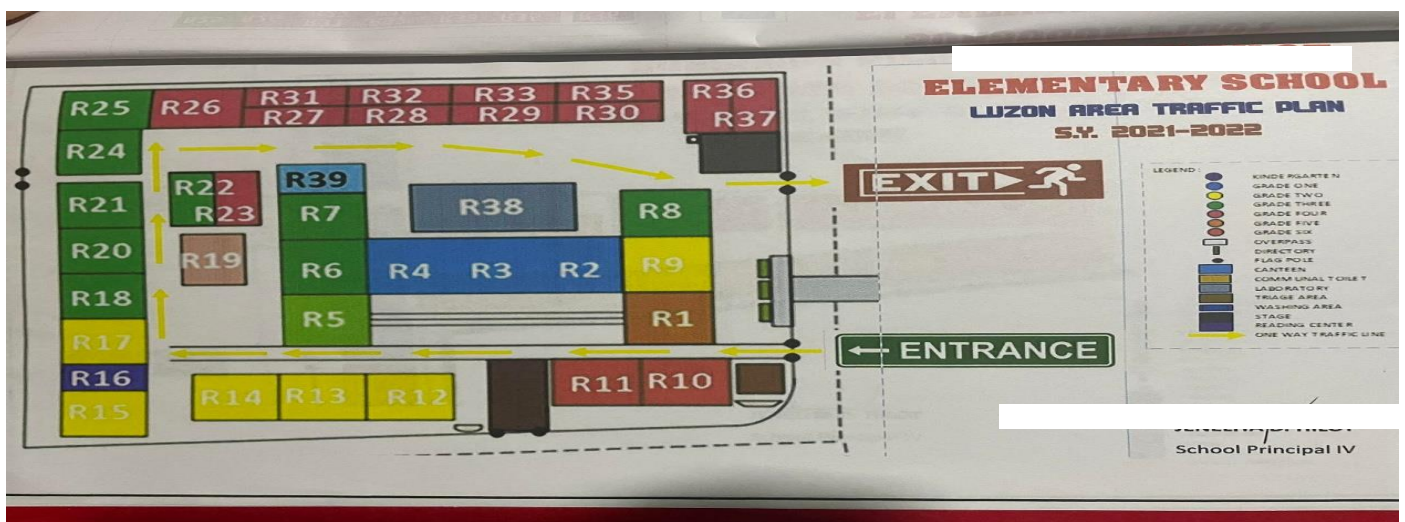 ELEMENTARY SCHOOL
LUZON AREA TRAFFIC PLAN
S.Y. 2021-2022
R25 R26 R31 R32 R33 R35 R36
R27 R28 R29 R30 R37
R24
R22 R39
R21 R23 R7 R38 R8
R20 R19 R6 R4 R3 R2 R9
R18 R5 R1
R17
R16 R14 R13 R12 R11 R10
R15
EXIT
ENTRANCE
LEGEND:
KINDERGARTEN
GRADE ONE
GRADE TWO
GRADE THREE
GRADE FOUR
GRADE FIVE
GRADE SIX
OVERPASS
DIRECTORY
FLAG POLE
CANTEEN
COMMUNAL TOILET
LABORATORY
TRIAGE AREA
WASHING AREA
STAGE
READING CENTER
ONE WAY TRAFFIC LINE
School Principal IV